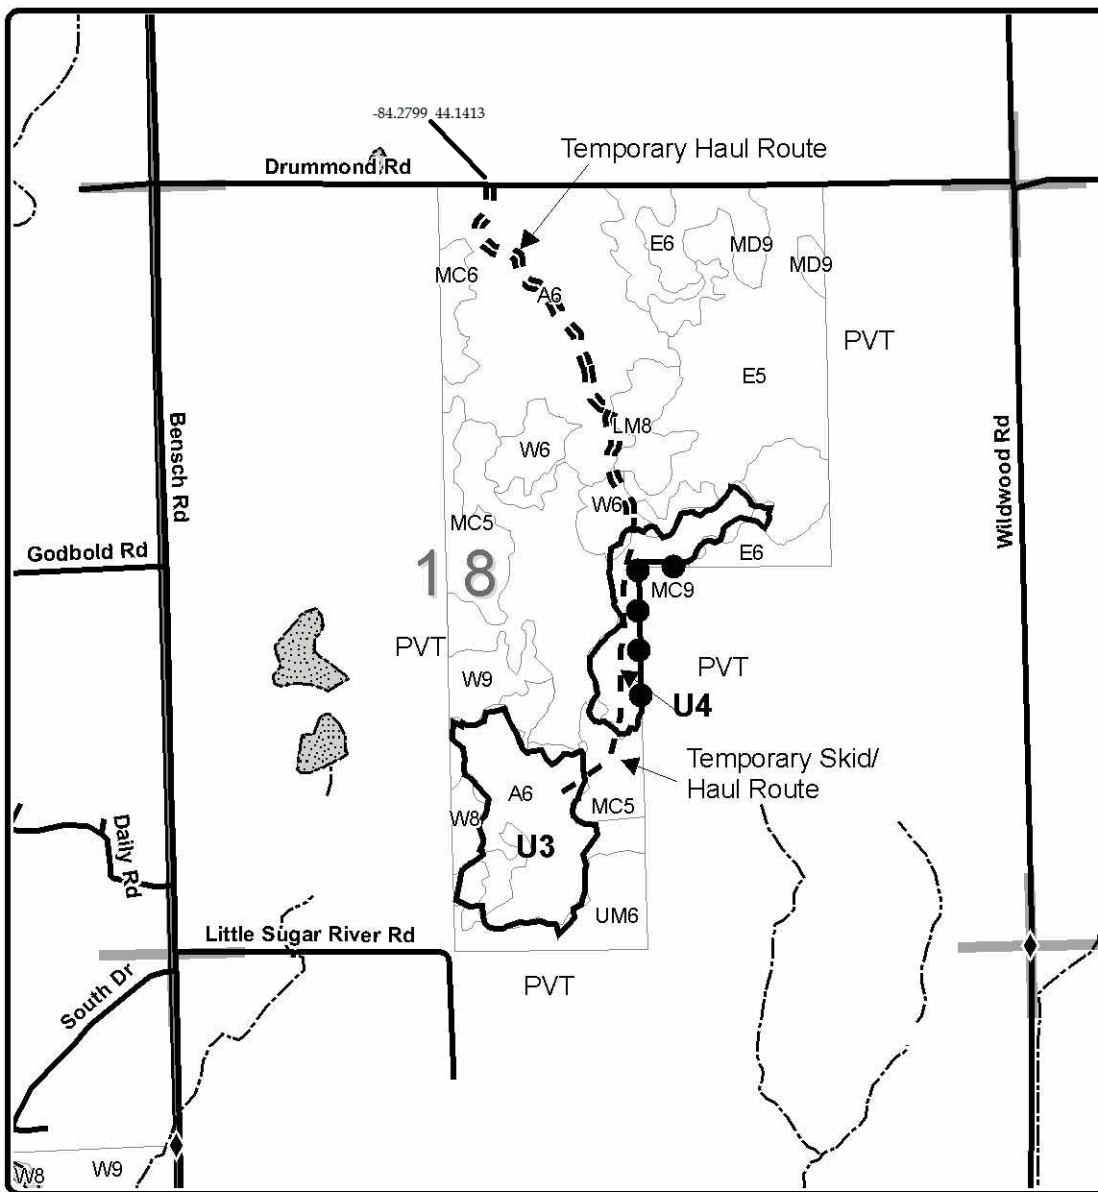 -84.2799 44.1413
Temporary Haul Route
Drummond Rd
E6
MD9
MD9
MC6
A6
PVT
E5
Bensch Rd
LM8
Wildwood Rd
W6
W6
MC5
E6
Godbold Rd
18
MC9
PVT
PVT
W9
U4
Temporary Skid/
Haul Route
A6
MC5
W8
U3
Daily Rd
UM6
Little Sugar River Rd
PVT
South Dr
W8
W9